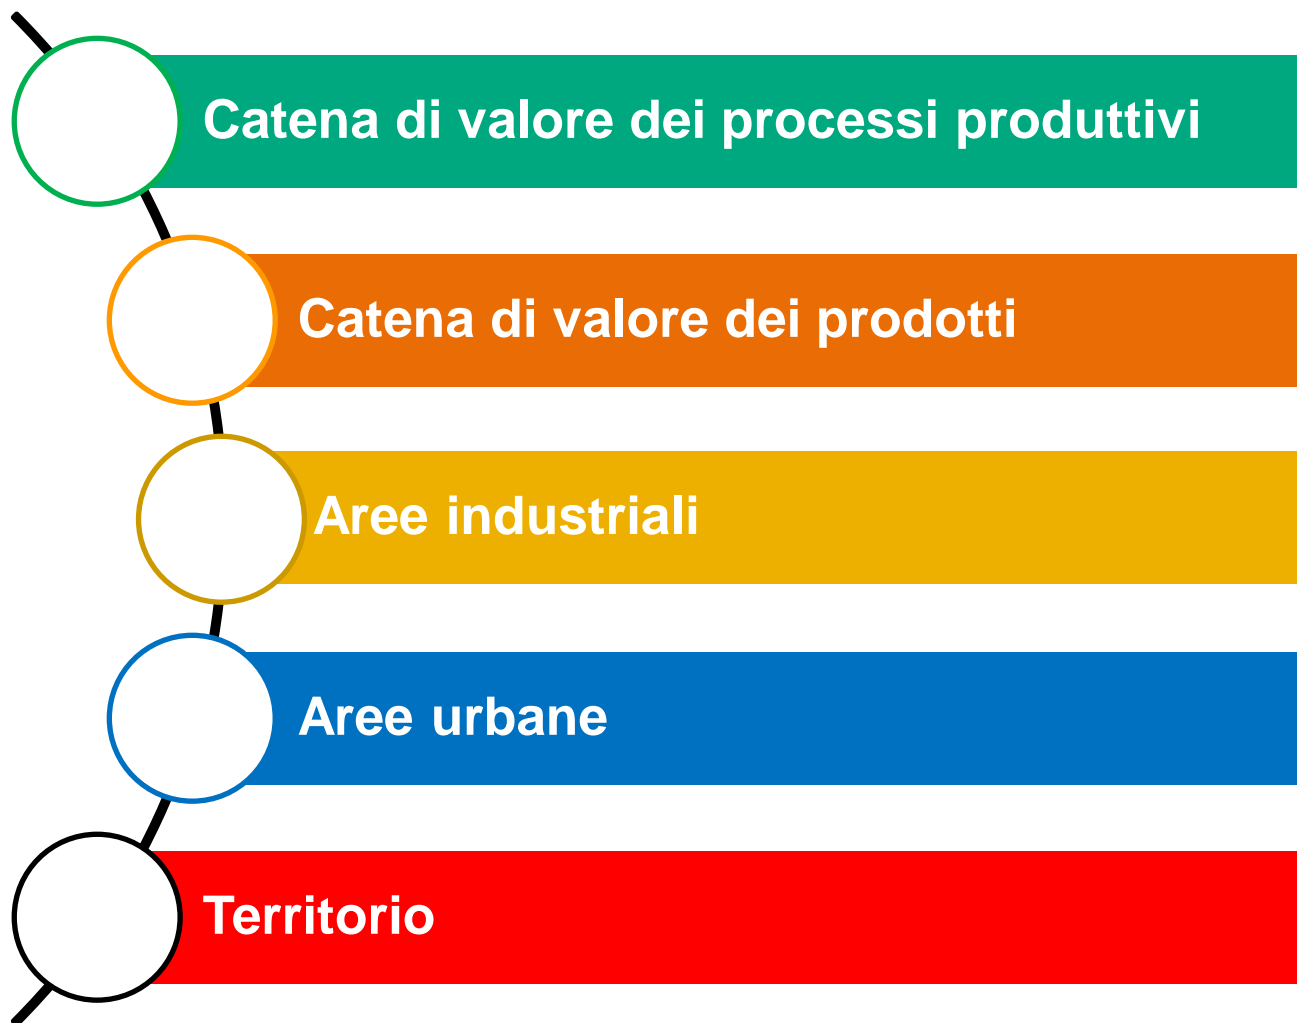 Catena di valore dei processi produttivi
Catena di valore dei prodotti
Aree industriali
Aree urbane
Territorio